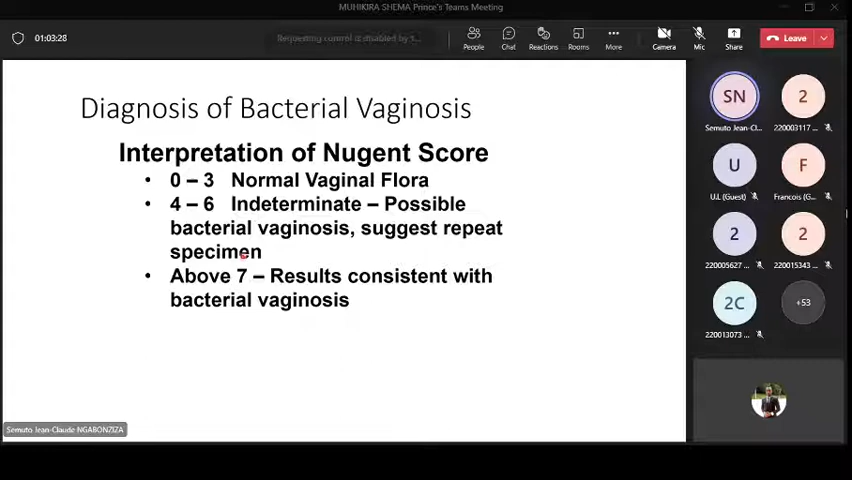 MUHIKIRA SHEMA Prince's Teams Meeting
01:03:28
Requesting control is disabled by t...
People
Chat
Reactions
Rooms
More
Camera
Mic
Share
Leave
Diagnosis of Bacterial Vaginosis
Interpretation of Nugent Score
• 0 – 3 Normal Vaginal Flora
• 4 – 6 Indeterminate – Possible
bacterial vaginosis, suggest repeat
specimen
• Above 7 – Results consistent with
bacterial vaginosis
Semuto Jean-Claude NGABONZIZA
SN
Semuto Jean-Cl...
2
220003117...
U
U.L (Guest)
F
Francois (G...
2
220005627...
2
220015343...
2C
220013073...
+53